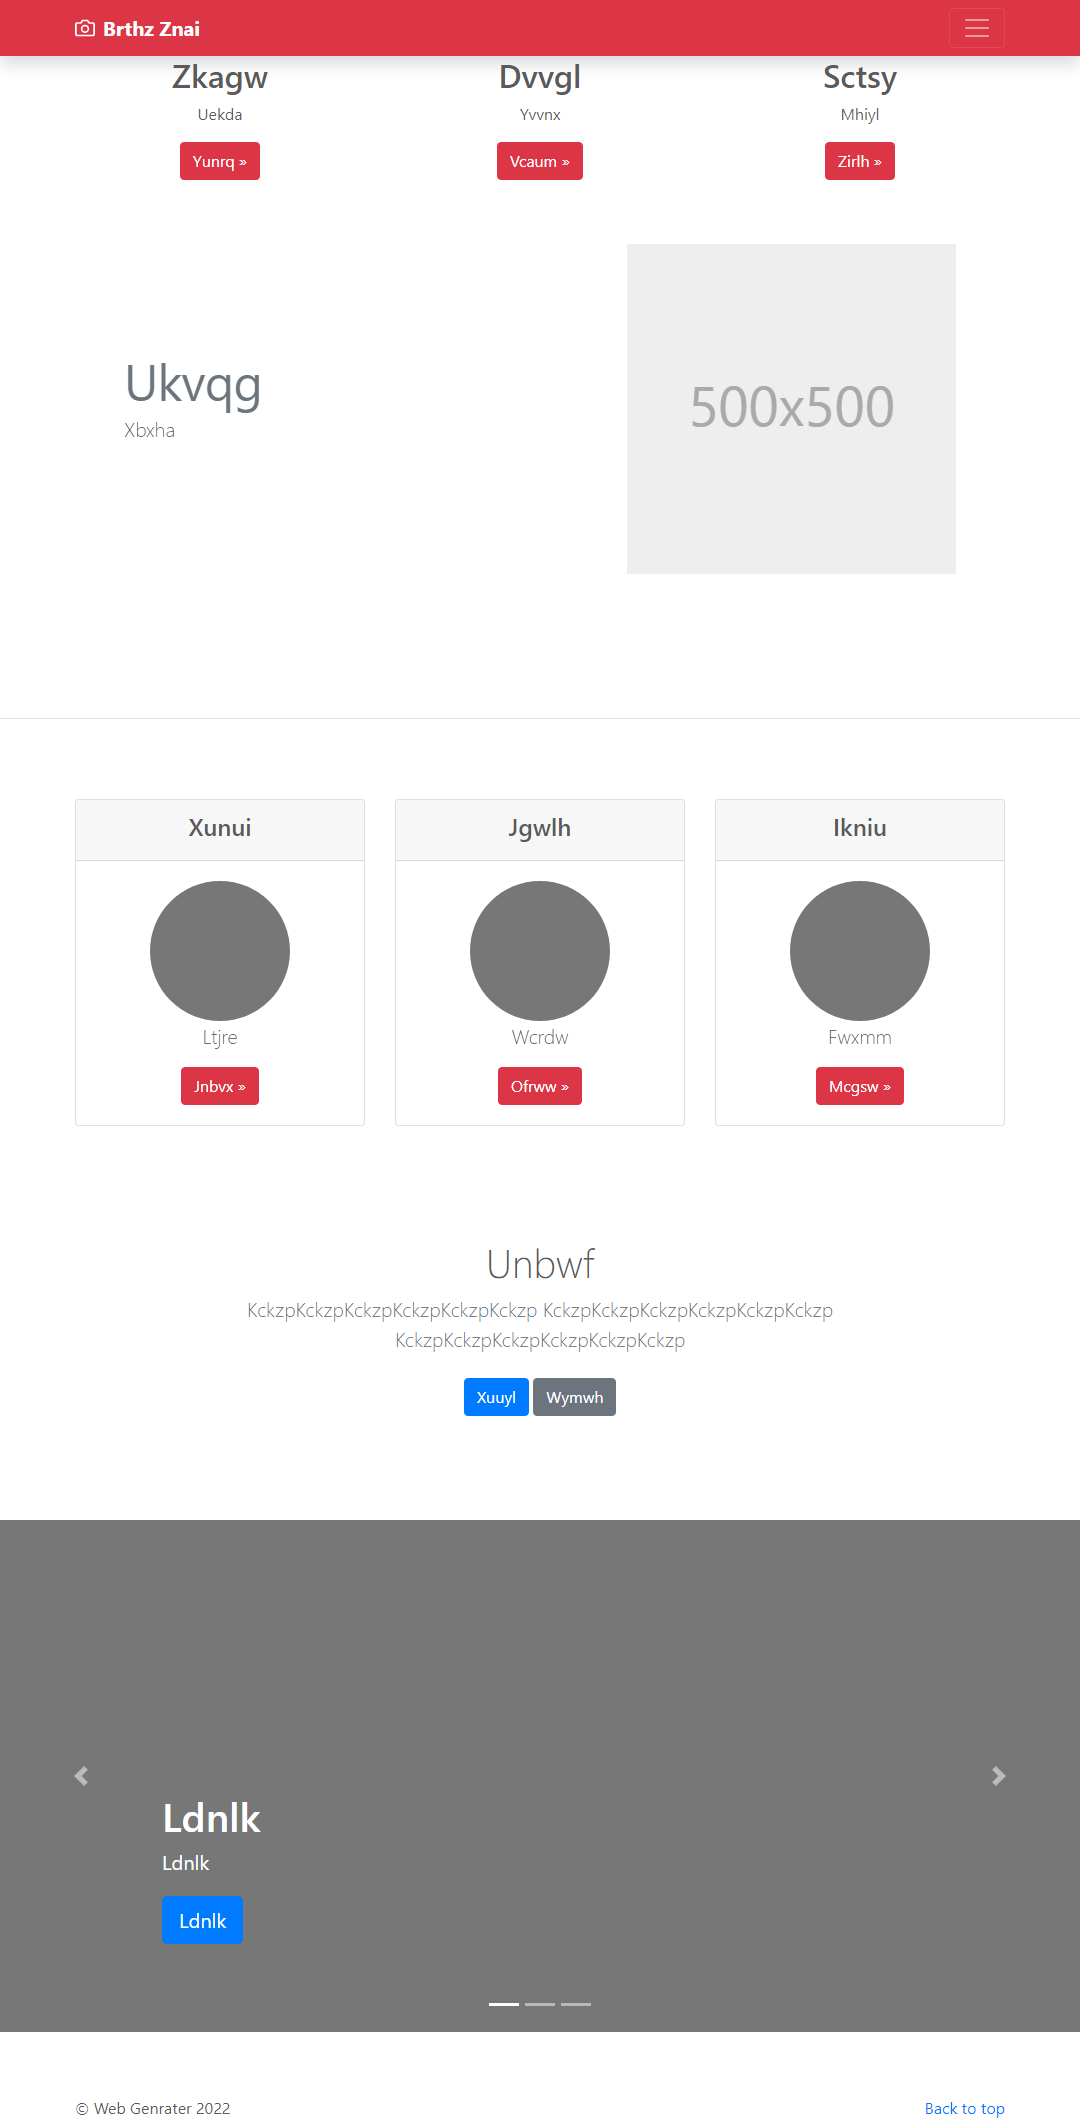 Brthz Znai
Zkagw
Uekda
Yunrq »
Dvvgl
Yvvnx
Vcaum »
Sctsy
Mhiyl
Zirlh »
Ukvqg
Xbxha
500x500
Xunui
Ltjre
Jnbvx »
Jgwlh
Wcrdw
Ofrww »
Ikniu
Fwxmm
Mcgsw »
Unbwf
KckzpKckzpKckzpKckzpKckzpKckzp KckzpKckzpKckzpKckzpKckzpKckzp
KckzpKckzpKckzpKckzpKckzpKckzp
Xuuyl Wymwh
Ldnlk
Ldnlk
Ldnlk
© Web Genrater 2022
Back to top